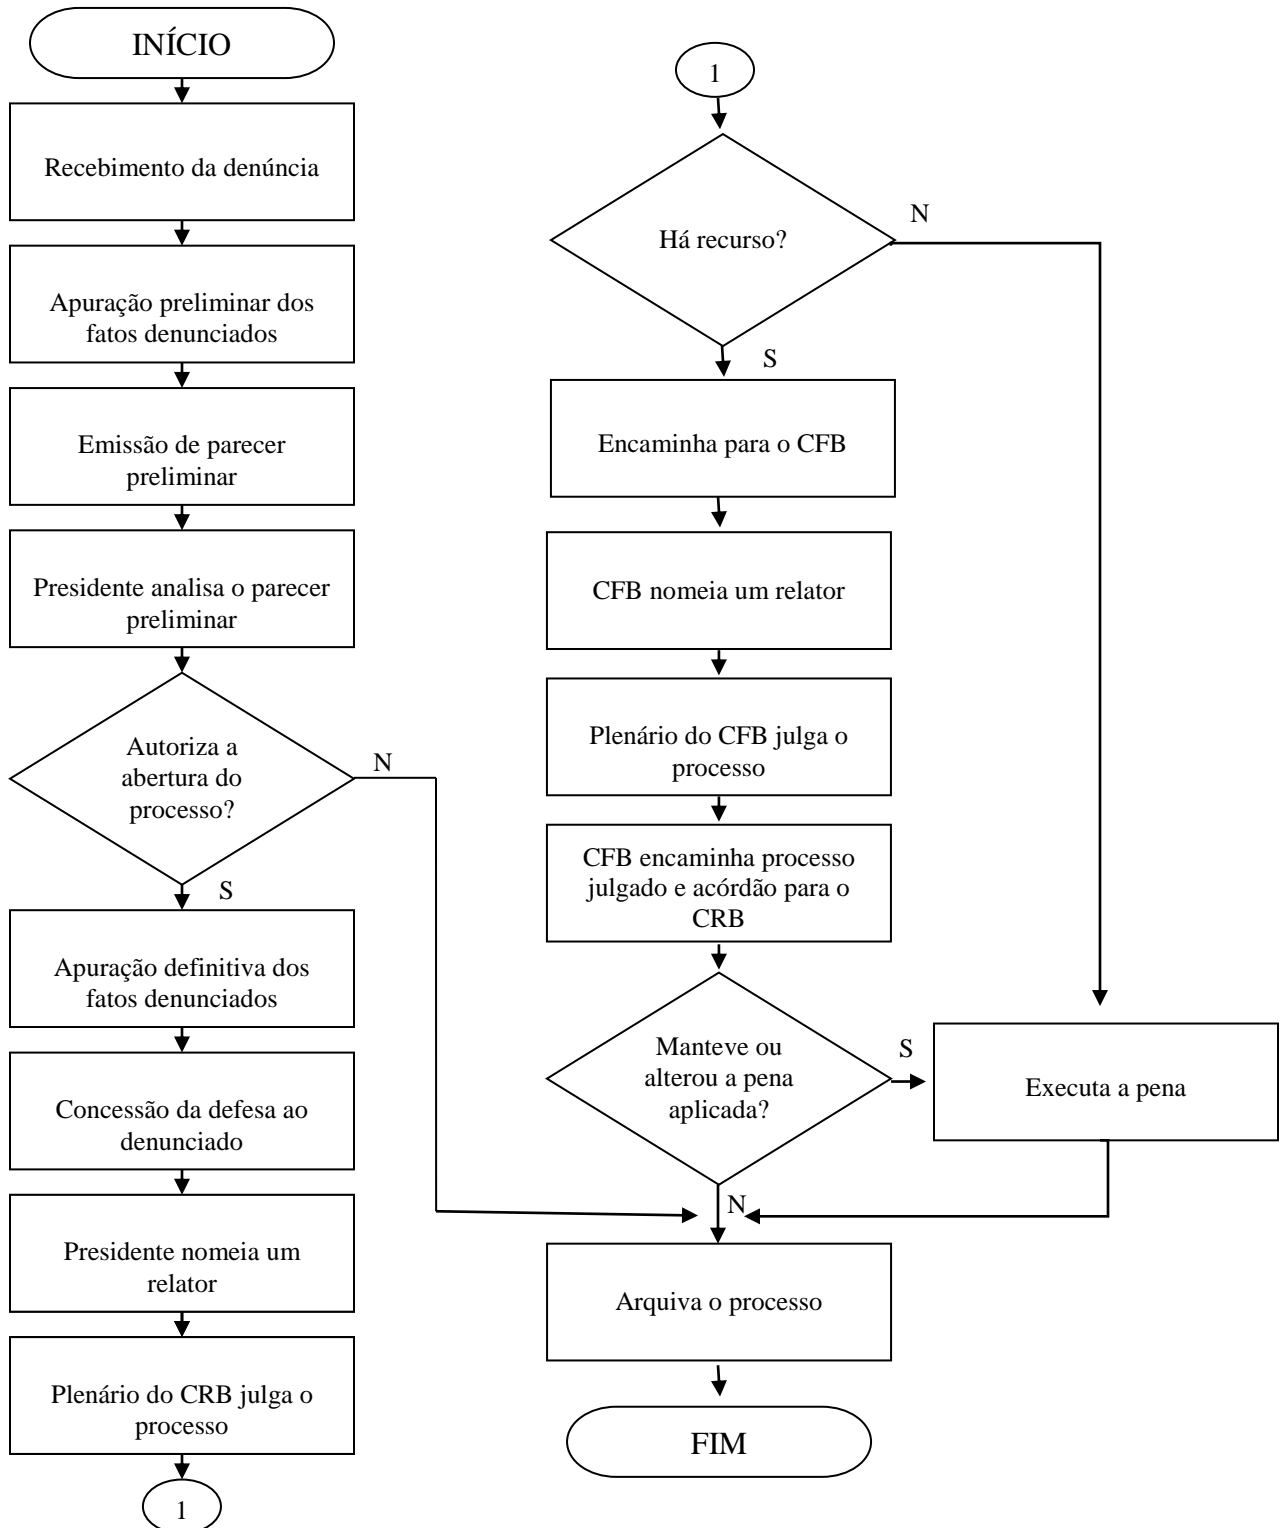 INÍCIO
Recebimento da denúncia
Apuração preliminar dos
fatos denunciados
Emissão de parecer
preliminar
Presidente analisa o parecer
preliminar
Autoriza a
abertura do
processo?
N
S
Apuração definitiva dos
fatos denunciados
Concessão da defesa ao
denunciado
Presidente nomeia um
relator
Plenário do CRB julga o
processo
1
1
Há recurso?
N
S
Encaminha para o CFB
CFB nomeia um relator
Plenário do CFB julga o
processo
CFB encaminha processo
julgado e acórdão para o
CRB
Manteve ou
alterou a pena
aplicada?
S
Executa a pena
N
Arquiva o processo
FIM